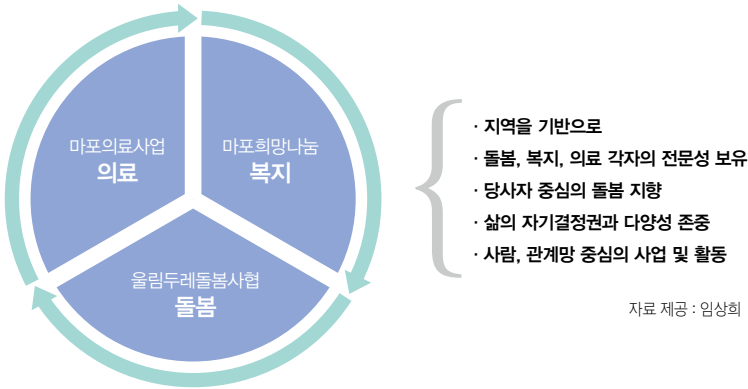 마포의료사업
의료
마포희망나눔
복지
울림두레돌봄사협
돌봄
· 지역을 기반으로
· 돌봄, 복지, 의료 각자의 전문성 보유
· 당사자 중심의 돌봄 지향
· 삶의 자기결정권과 다양성 존중
· 사람, 관계망 중심의 사업 및 활동
자료 제공 : 임상희